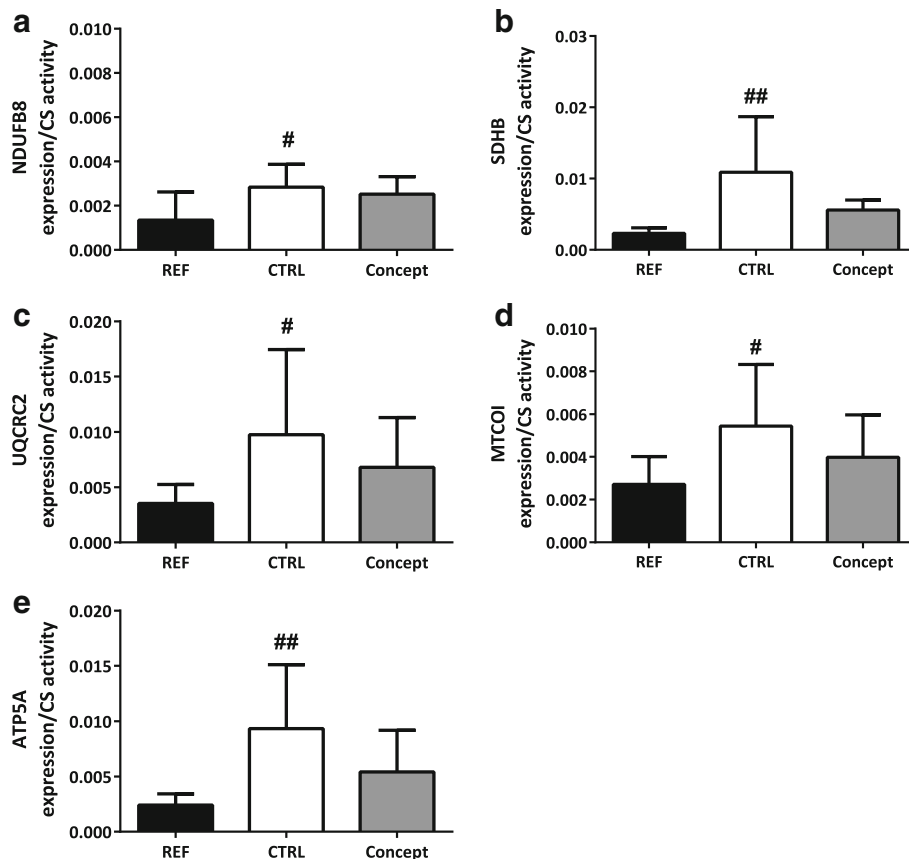 a
NDUFB8
expression/CS activity
0.010
0.008
0.006
0.004
0.002
0.000
#
REF CTRL Concept
b
SDHB
expression/CS activity
0.03
0.02
0.01
0.00
##
REF CTRL Concept
c
UQCRC2
expression/CS activity
0.020
0.015
0.010
0.005
0.000
#
REF CTRL Concept
d
MTCOI
expression/CS activity
0.010
0.008
0.006
0.004
0.002
0.000
#
REF CTRL Concept
e
ATP5A
expression/CS activity
0.020
0.015
0.010
0.005
0.000
##
REF CTRL Concept